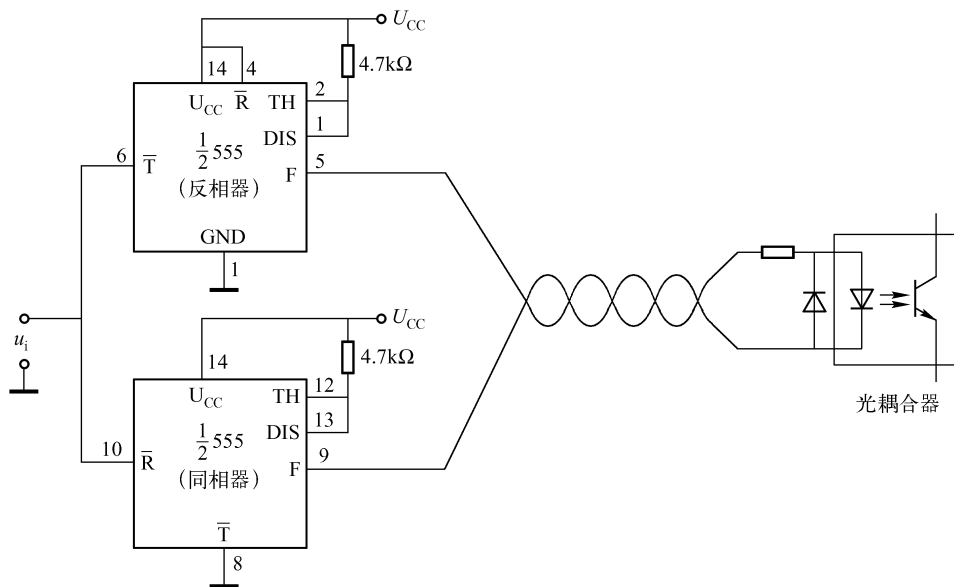 U_CC
4.7kΩ
14 4
U_CC R̅ TH 2
DIS 1
6 T̅ 1/2 555 F 5
(反相器)
GND
1
u_i
U_CC
4.7kΩ
14
U_CC TH 12
DIS 13
10 R̅ 1/2 555 F 9
(同相器)
T̅
8
光耦合器